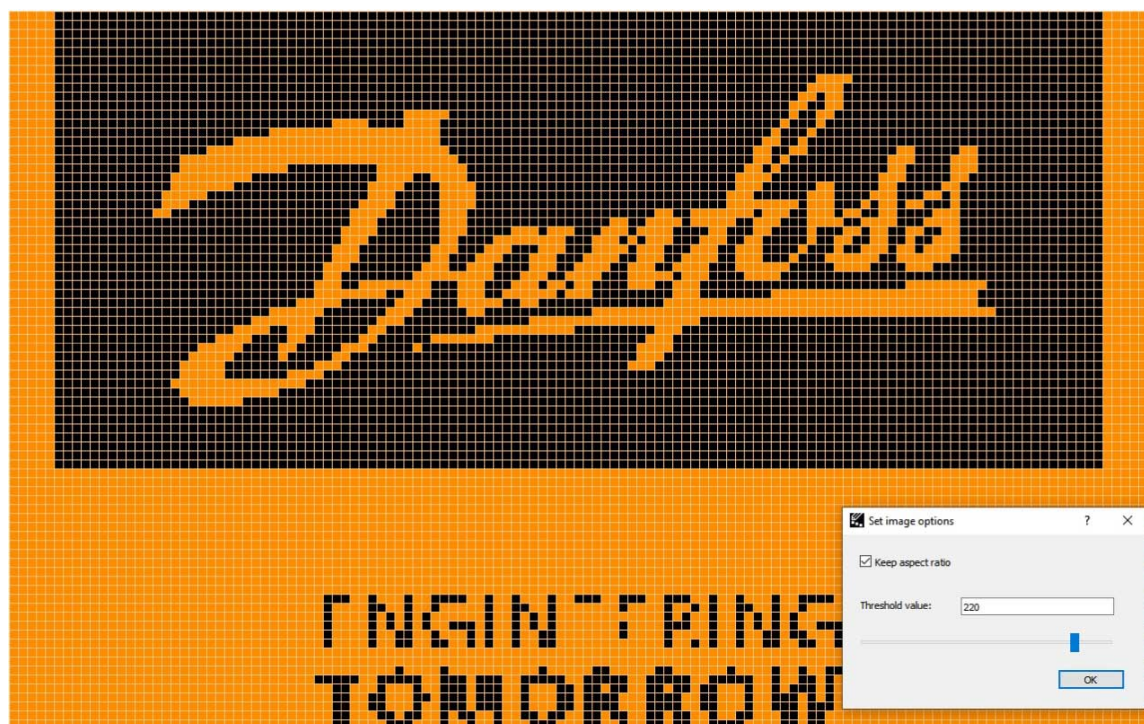 Danfoss
ENGINEERING
TOMORROW
Set image options
?
Keep aspect ratio
Threshold value: 220
OK